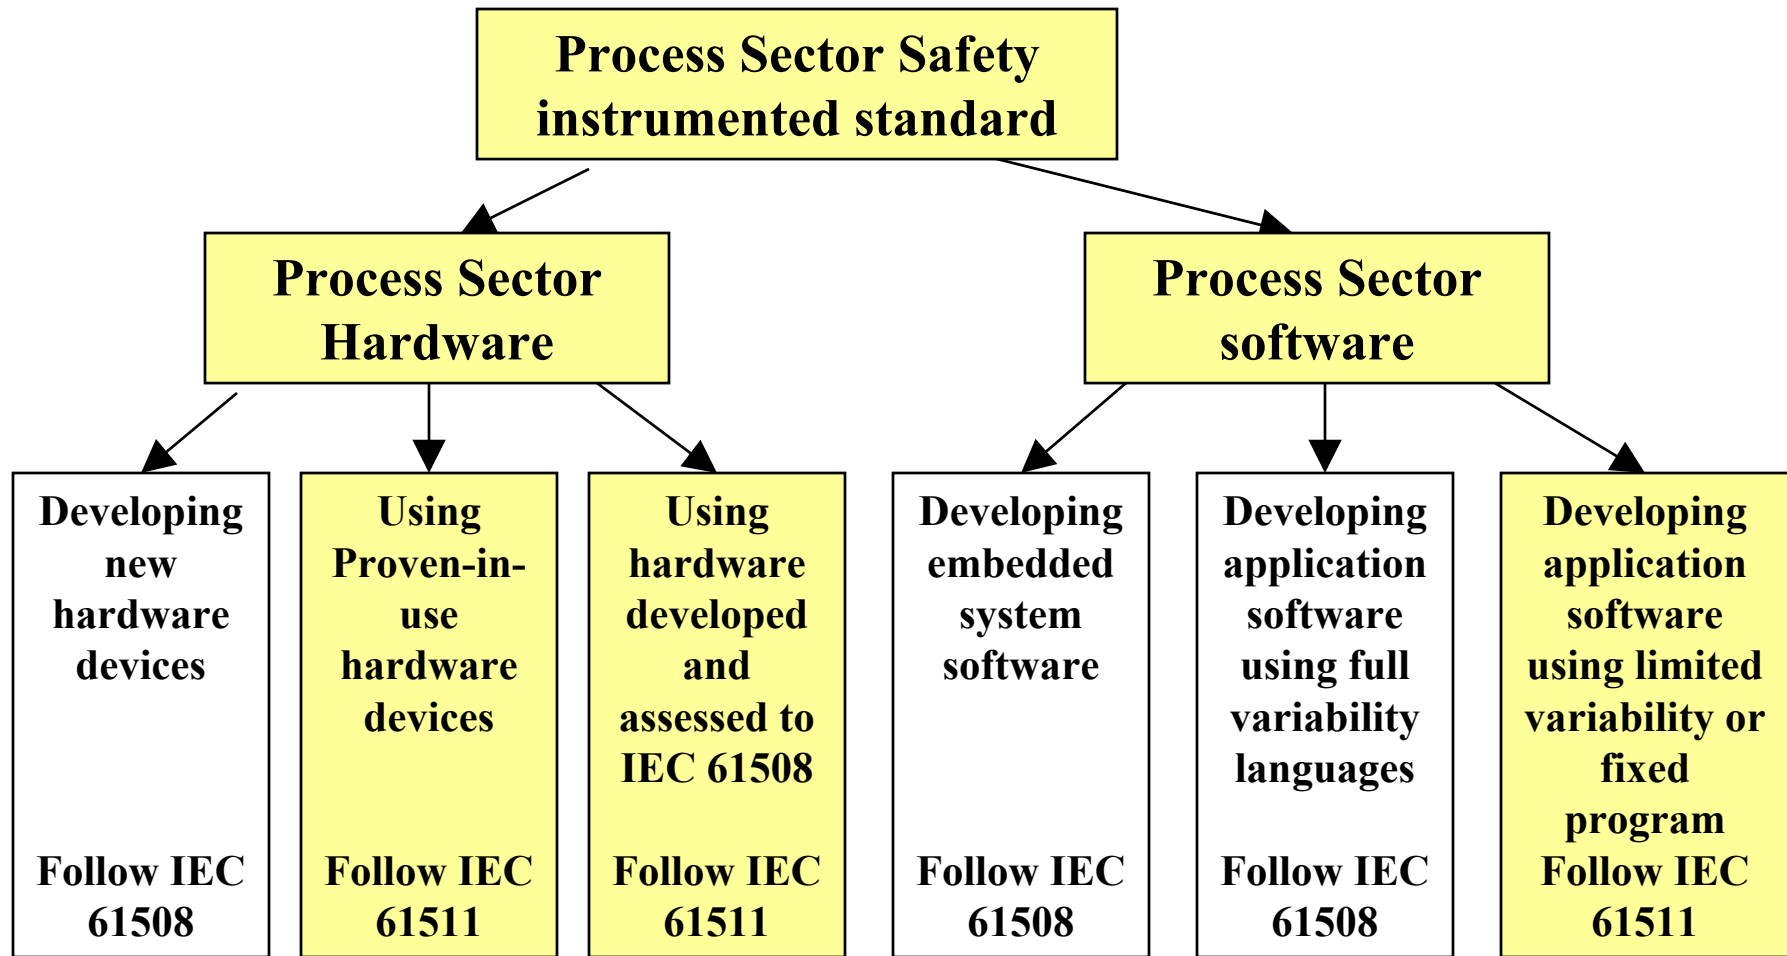 Process Sector Safety
instrumented standard
Process Sector
Hardware
Process Sector
software
Developing
new
hardware
devices
Follow IEC
61508
Using
Proven-in-
use
hardware
devices
Follow IEC
61511
Using
hardware
developed
and
assessed to
IEC 61508
Follow IEC
61511
Developing
embedded
system
software
Follow IEC
61508
Developing
application
software
using full
variability
languages
Follow IEC
61508
Developing
application
software
using limited
variability or
fixed
program
Follow IEC
61511